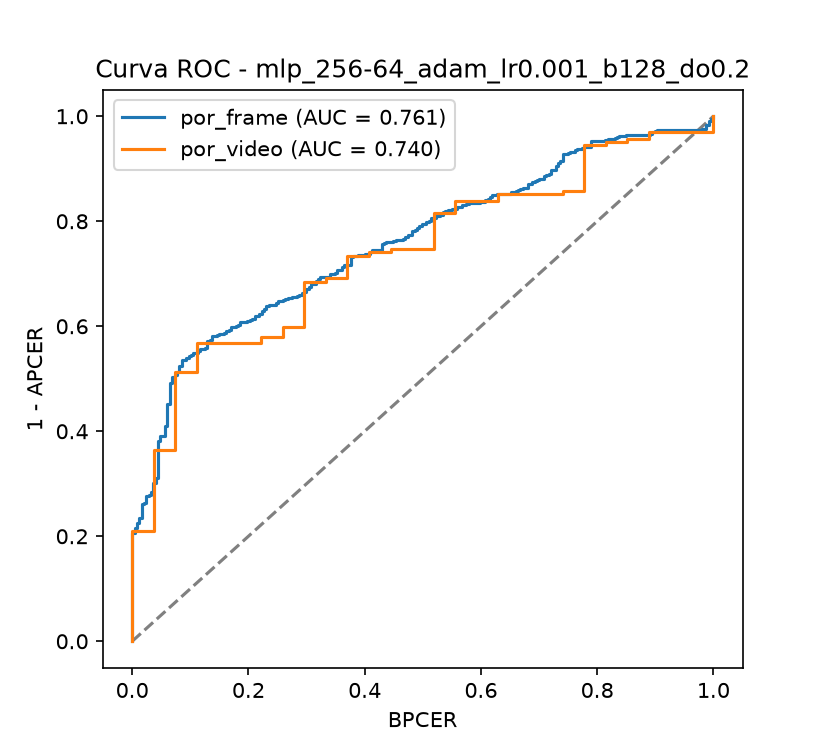 Curva ROC - mlp_256-64_adam_lr0.001_b128_do0.2
por_frame (AUC = 0.761)
por_video (AUC = 0.740)
1 - APCER
1.0
0.8
0.6
0.4
0.2
0.0
0.0 0.2 0.4 0.6 0.8 1.0
BPCER